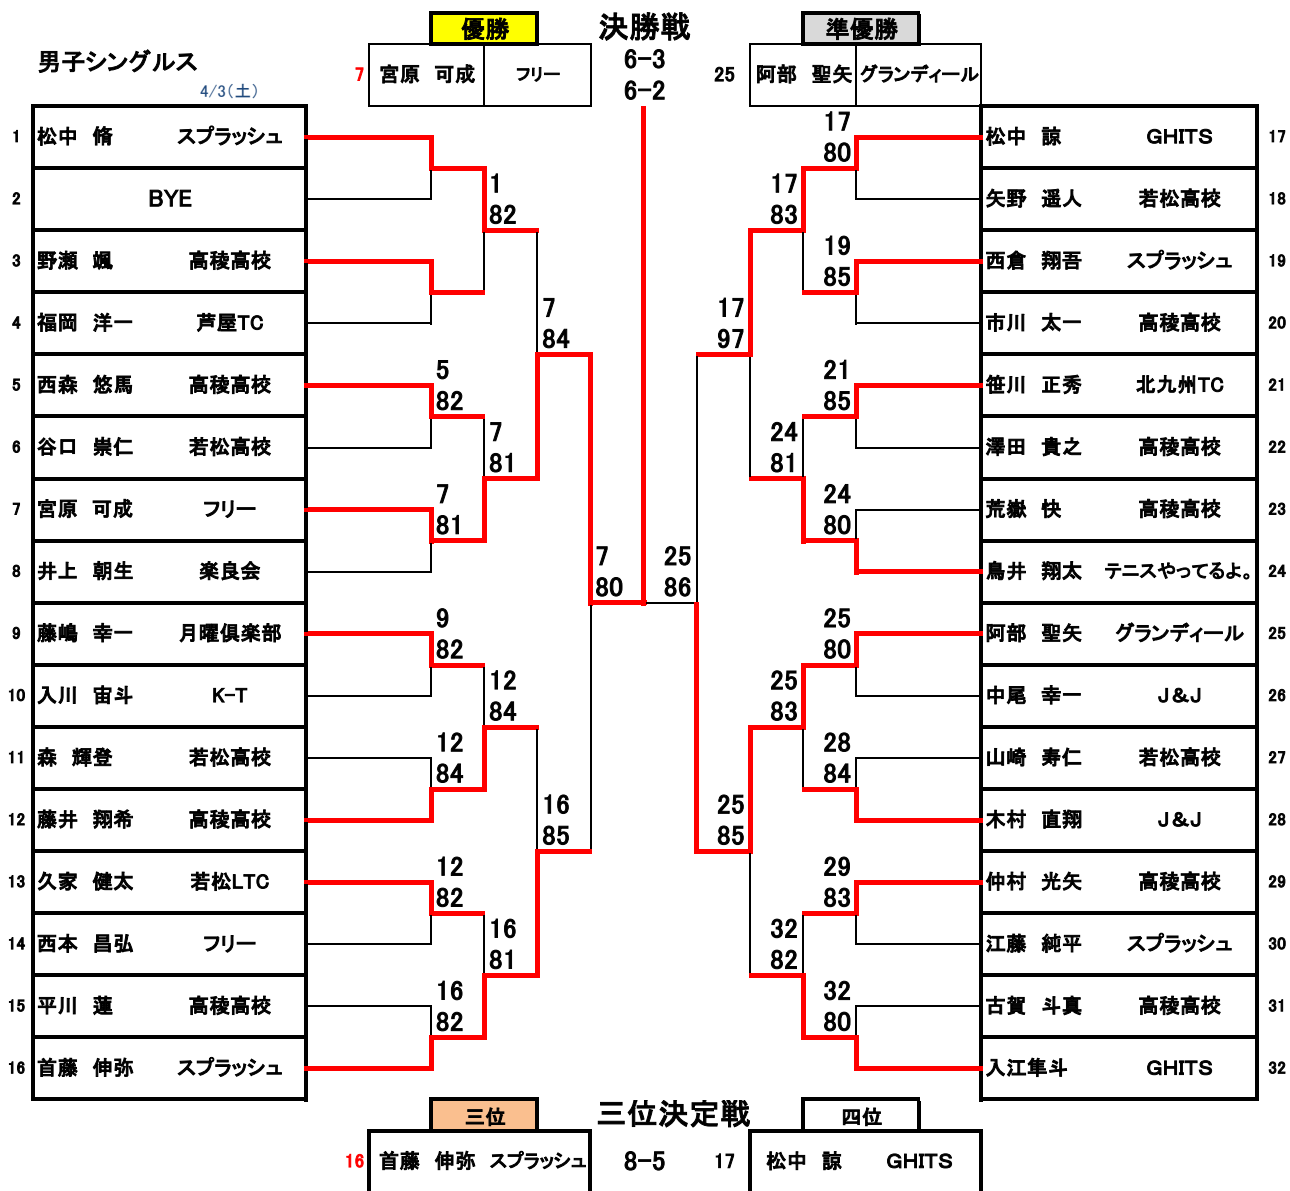 優勝 決勝戦 準優勝
男子シングルス 7 宮原 可成 フリー 6-3 25 阿部 聖矢 グランディール
4/3(土) 6-2
1 松中 脩 スプラッシュ 17 松中 諒 GHITS 17
80
2 BYE 1 17 矢野 遥人 若松高校 18
82 83
3 野瀬 颯 高稜高校 19 西倉 翔吾 スプラッシュ 19
85
4 福岡 洋一 芦屋TC 7 17 市川 太一 高稜高校 20
84 97
5 西森 悠馬 高稜高校 5 21 笹川 正秀 北九州TC 21
82 85
6 谷口 崇仁 若松高校 7 24 澤田 貴之 高稜高校 22
81 81
7 宮原 可成 フリー 7 24 荒嶽 快 高稜高校 23
81 80
8 井上 朝生 楽良会 7 25 鳥井 翔太 テニスやってるよ。 24
80 86
9 藤嶋 幸一 月曜倶楽部 9 25 阿部 聖矢 グランディール 25
82 80
10 入川 宙斗 K-T 12 25 中尾 幸一 J&J 26
84 83
11 森 輝登 若松高校 12 28 山崎 寿仁 若松高校 27
84 84
12 藤井 翔希 高稜高校 16 25 木村 直翔 J&J 28
85 85
13 久家 健太 若松LTC 12 29 仲村 光矢 高稜高校 29
82 83
14 西本 昌弘 フリー 16 32 江藤 純平 スプラッシュ 30
81 82
15 平川 蓮 高稜高校 16 32 古賀 斗真 高稜高校 31
82 80
16 首藤 伸弥 スプラッシュ 入江隼斗 GHITS 32
三位 三位決定戦 四位
16 首藤 伸弥 スプラッシュ 8-5 17 松中 諒 GHITS